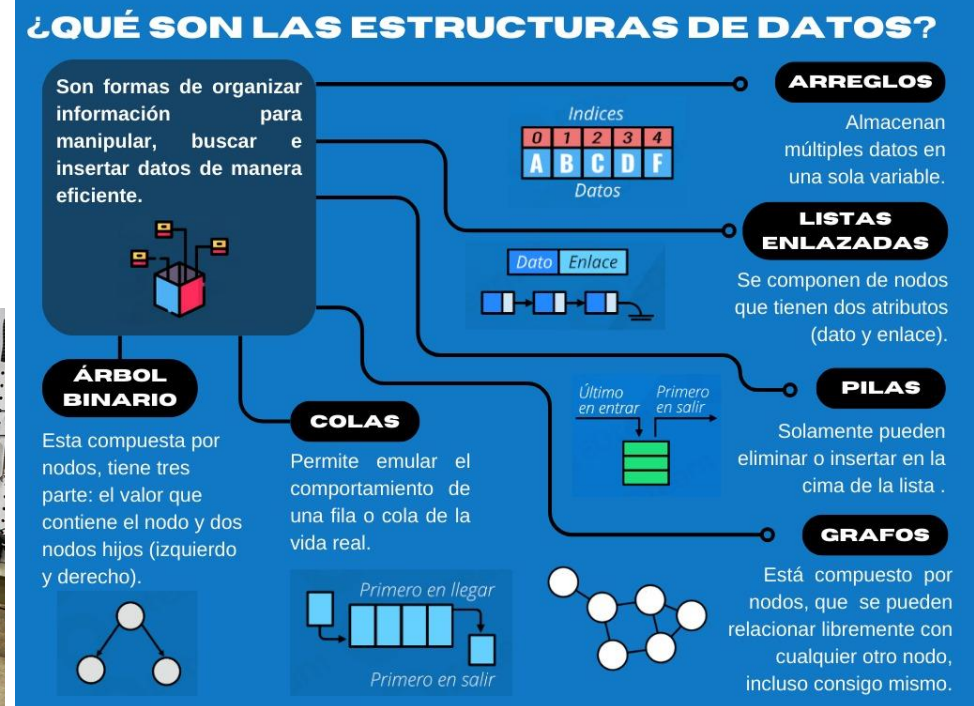 ¿QUÉ SON LAS ESTRUCTURAS DE DATOS?
Son formas de organizar
información para
manipular, buscar e
insertar datos de manera
eficiente.
ARREGLOS
Almacenan
múltiples datos en
una sola variable.
Indices
0 1 2 3 4
A B C D F
Datos
LISTAS
ENLAZADAS
Se componen de nodos
que tienen dos atributos
(dato y enlace).
Dato Enlace
PILAS
Solamente pueden
eliminar o insertar en la
cima de la lista .
Último
en entrar
Primero
en salir
GRAFOS
Está compuesto por
nodos, que se pueden
relacionar libremente con
cualquier otro nodo,
incluso consigo mismo.
ÁRBOL
BINARIO
Esta compuesta por
nodos, tiene tres
parte: el valor que
contiene el nodo y dos
nodos hijos (izquierdo
y derecho).
COLAS
Permite emular el
comportamiento de
una fila o cola de la
vida real.
Primero en llegar
Primero en salir